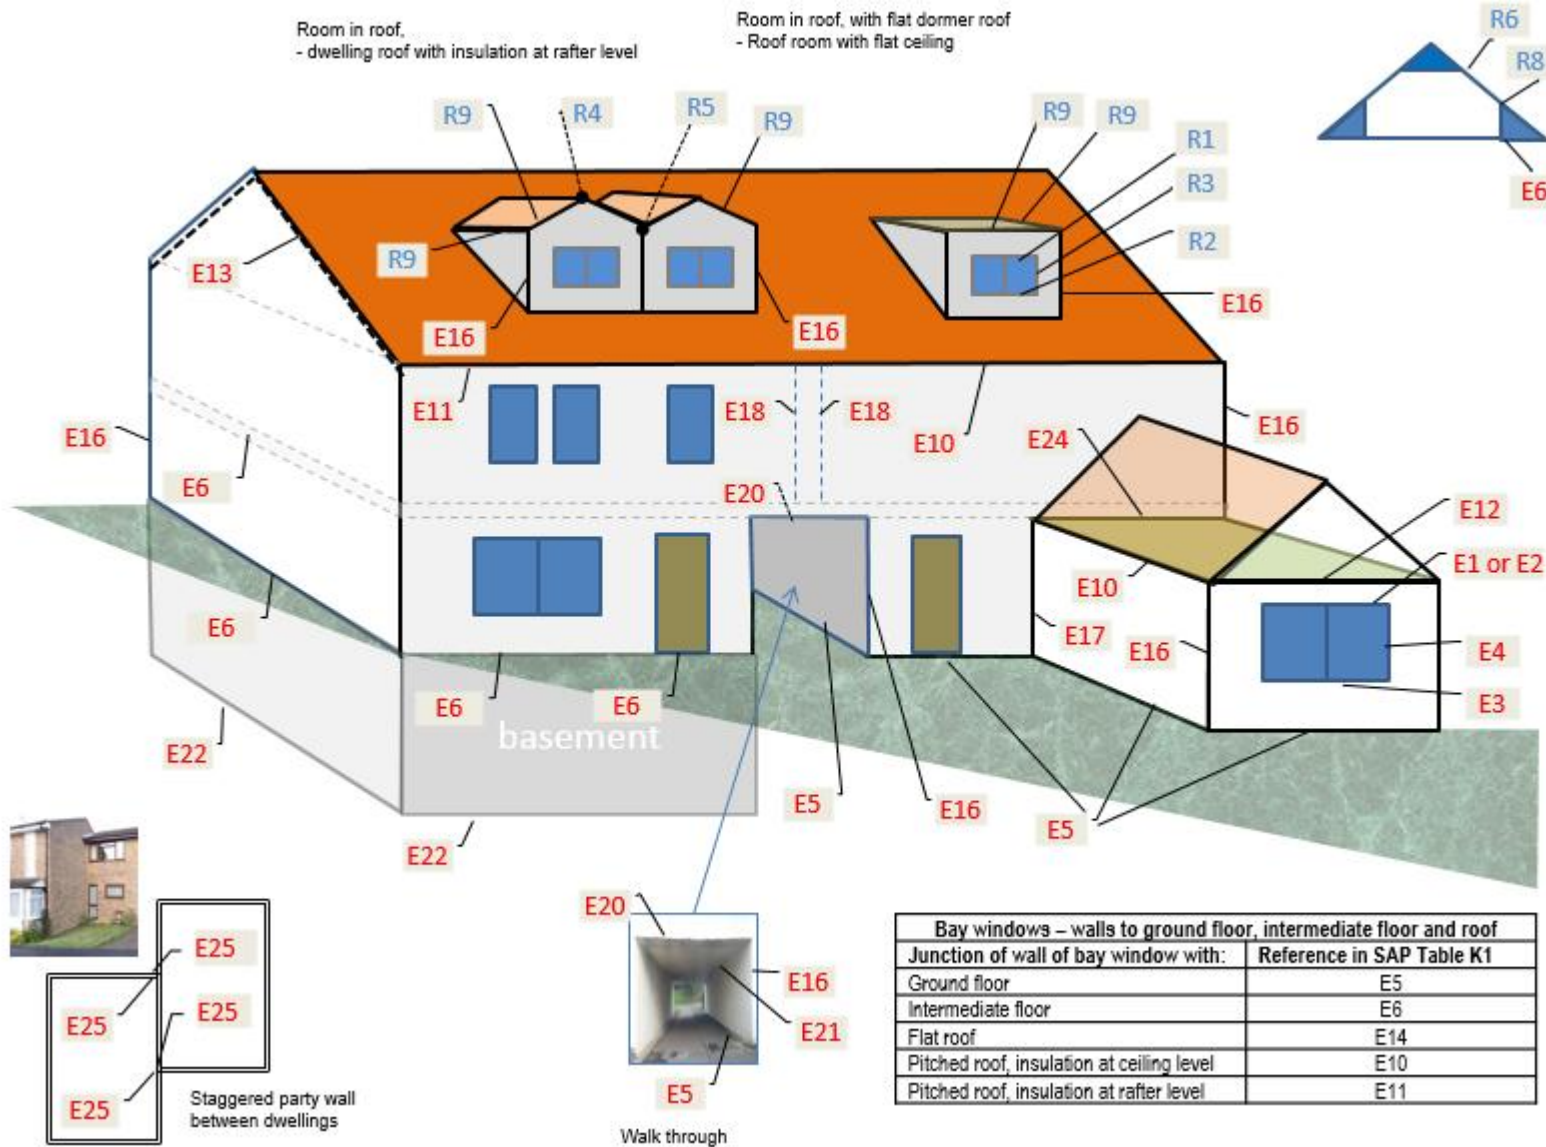 Room in roof,
- dwelling roof with insulation at rafter level
Room in roof, with flat dormer roof
- Roof room with flat ceiling
R6
R8
E6
R9
R4
R5
R9
R9
R9
R1
R3
R2
R9
E13
E16
E16
E16
E11
E18
E18
E10
E16
E16
E24
E6
E20
E12
E1 or E2
E10
E6
E17
E16
E4
E6
E6
E3
basement
E22
E5
E16
E5
E22
E20
E25
E25
E25
E25
Staggered party wall
between dwellings
E16
E21
E5
Walk through
Bay windows – walls to ground floor, intermediate floor and roof
Junction of wall of bay window with: Reference in SAP Table K1
Ground floor E5
Intermediate floor E6
Flat roof E14
Pitched roof, insulation at ceiling level E10
Pitched roof, insulation at rafter level E11